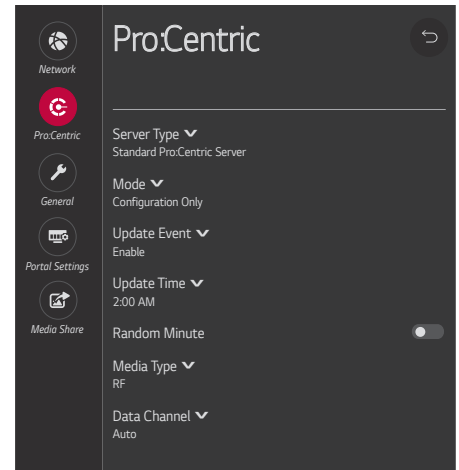 Pro:Centric
Network
Pro:Centric
General
Portal Settings
Media Share
Server Type
Standard Pro:Centric Server
Mode
Configuration Only
Update Event
Enable
Update Time
2:00 AM
Random Minute
Media Type
RF
Data Channel
Auto